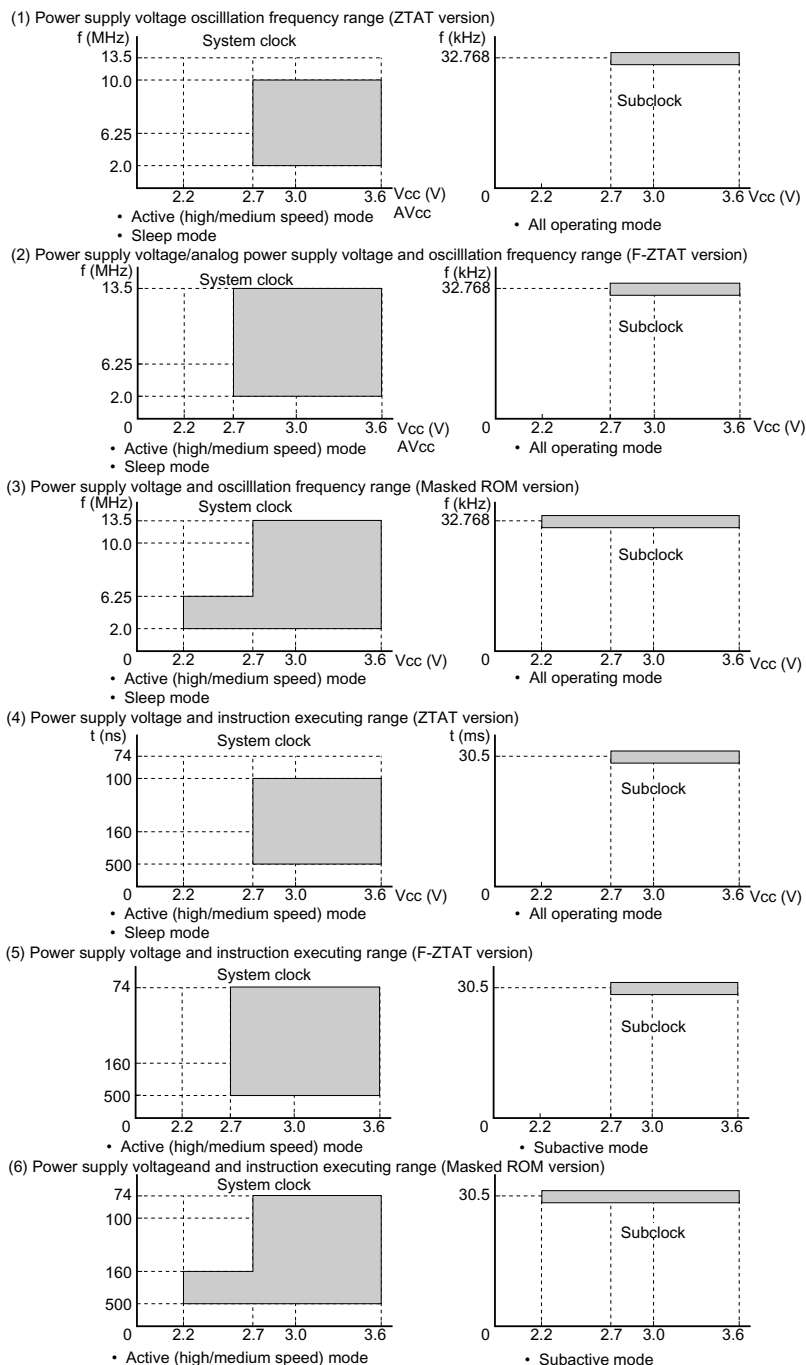 (1) Power supply voltage oscilllation frequency range (ZTAT version)
f (MHz)
System clock
13.5
10.0
6.25
2.0
2.2
2.7
3.0
3.6
Vcc (V)
AVcc
• Active (high/medium speed) mode
• Sleep mode
f (kHz)
32.768
Subclock
0
2.2
2.7
3.0
3.6
Vcc (V)
• All operating mode
(2) Power supply voltage/analog power supply voltage and oscilllation frequency range (F-ZTAT version)
f (MHz)
System clock
13.5
6.25
2.0
0
2.2
2.7
3.0
3.6
Vcc (V)
AVcc
• Active (high/medium speed) mode
• Sleep mode
f (kHz)
32.768
Subclock
0
2.2
2.7
3.0
3.6
Vcc (V)
• All operating mode
(3) Power supply voltage and oscilllation frequency range (Masked ROM version)
f (MHz)
System clock
13.5
10.0
6.25
2.0
0
2.2
2.7
3.0
3.6
Vcc (V)
• Active (high/medium speed) mode
• Sleep mode
f (kHz)
32.768
Subclock
0
2.2
2.7
3.0
3.6
Vcc (V)
• All operating mode
(4) Power supply voltage and instruction executing range (ZTAT version)
t (ns)
System clock
74
100
160
500
0
2.2
2.7
3.0
3.6
Vcc (V)
• Active (high/medium speed) mode
• Sleep mode
t (ms)
30.5
Subclock
0
2.2
2.7
3.0
3.6
Vcc (V)
• All operating mode
(5) Power supply voltage and instruction executing range (F-ZTAT version)
System clock
74
160
500
0
2.2
2.7
3.0
3.6
• Active (high/medium speed) mode
30.5
Subclock
0
2.2
2.7
3.0
3.6
• Subactive mode
(6) Power supply voltageand and instruction executing range (Masked ROM version)
System clock
74
100
160
500
0
2.2
2.7
3.0
3.6
• Active (high/medium speed) mode
30.5
Subclock
0
2.2
2.7
3.0
3.6
• Subactive mode